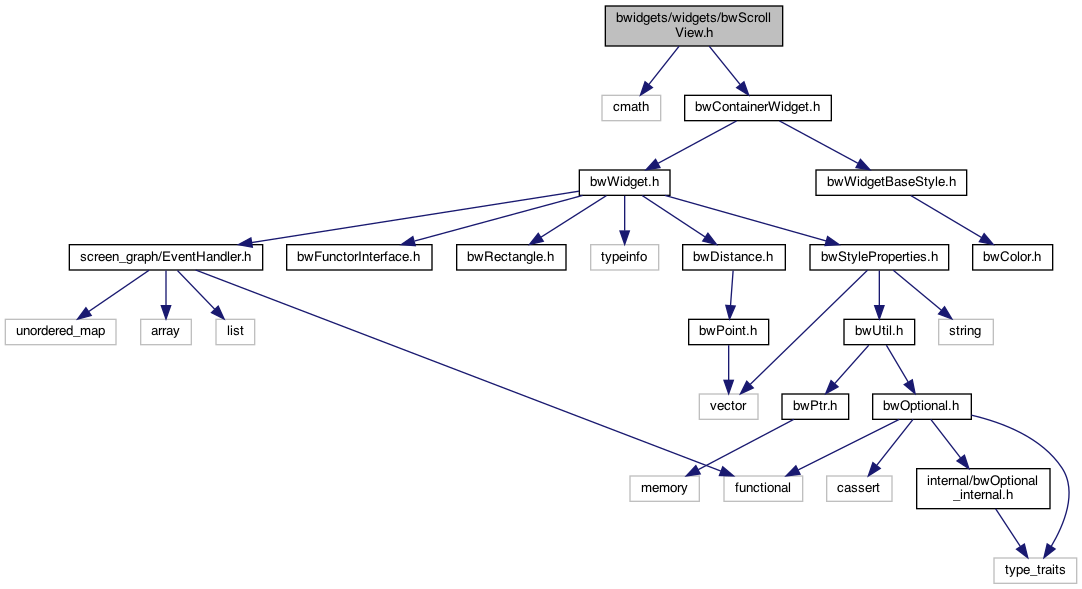 bwidgets/widgets/bwScroll
View.h
cmath
bwContainerWidget.h
bwWidget.h
bwWidgetBaseStyle.h
screen_graph/EventHandler.h
bwFunctorInterface.h
bwRectangle.h
typeinfo
bwDistance.h
bwStyleProperties.h
bwColor.h
unordered_map
array
list
bwPoint.h
bwUtil.h
string
vector
bwPtr.h
bwOptional.h
memory
functional
cassert
internal/bwOptional
_internal.h
type_traits